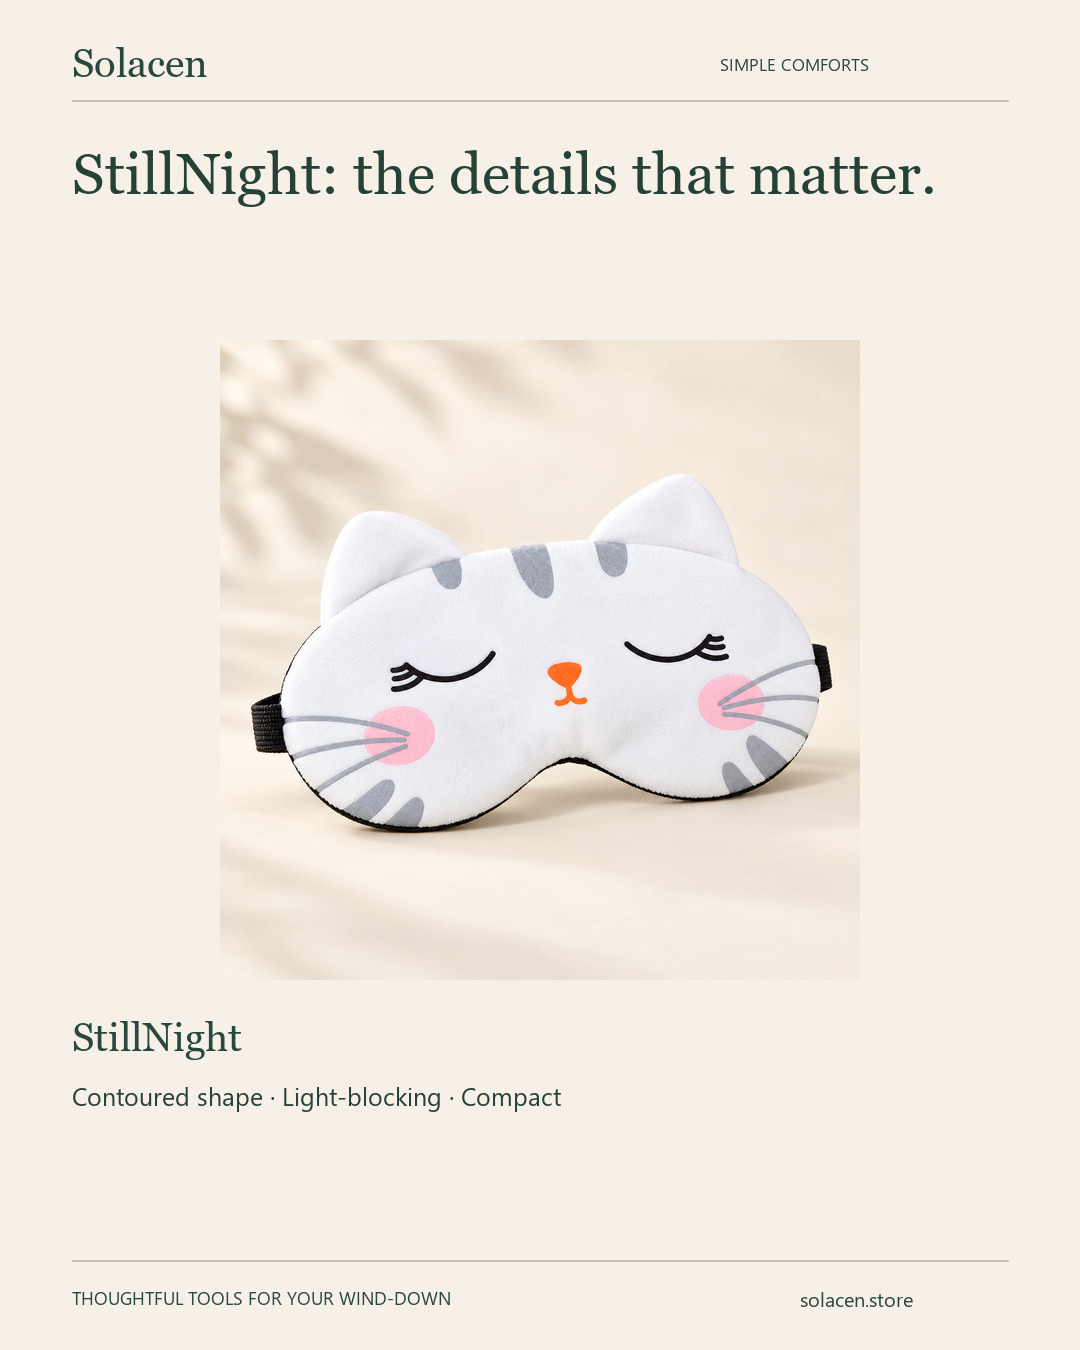 Solacen
SIMPLE COMFORTS
StillNight: the details that matter.
StillNight
Contoured shape · Light-blocking · Compact
THOUGHTFUL TOOLS FOR YOUR WIND-DOWN
solacen.store